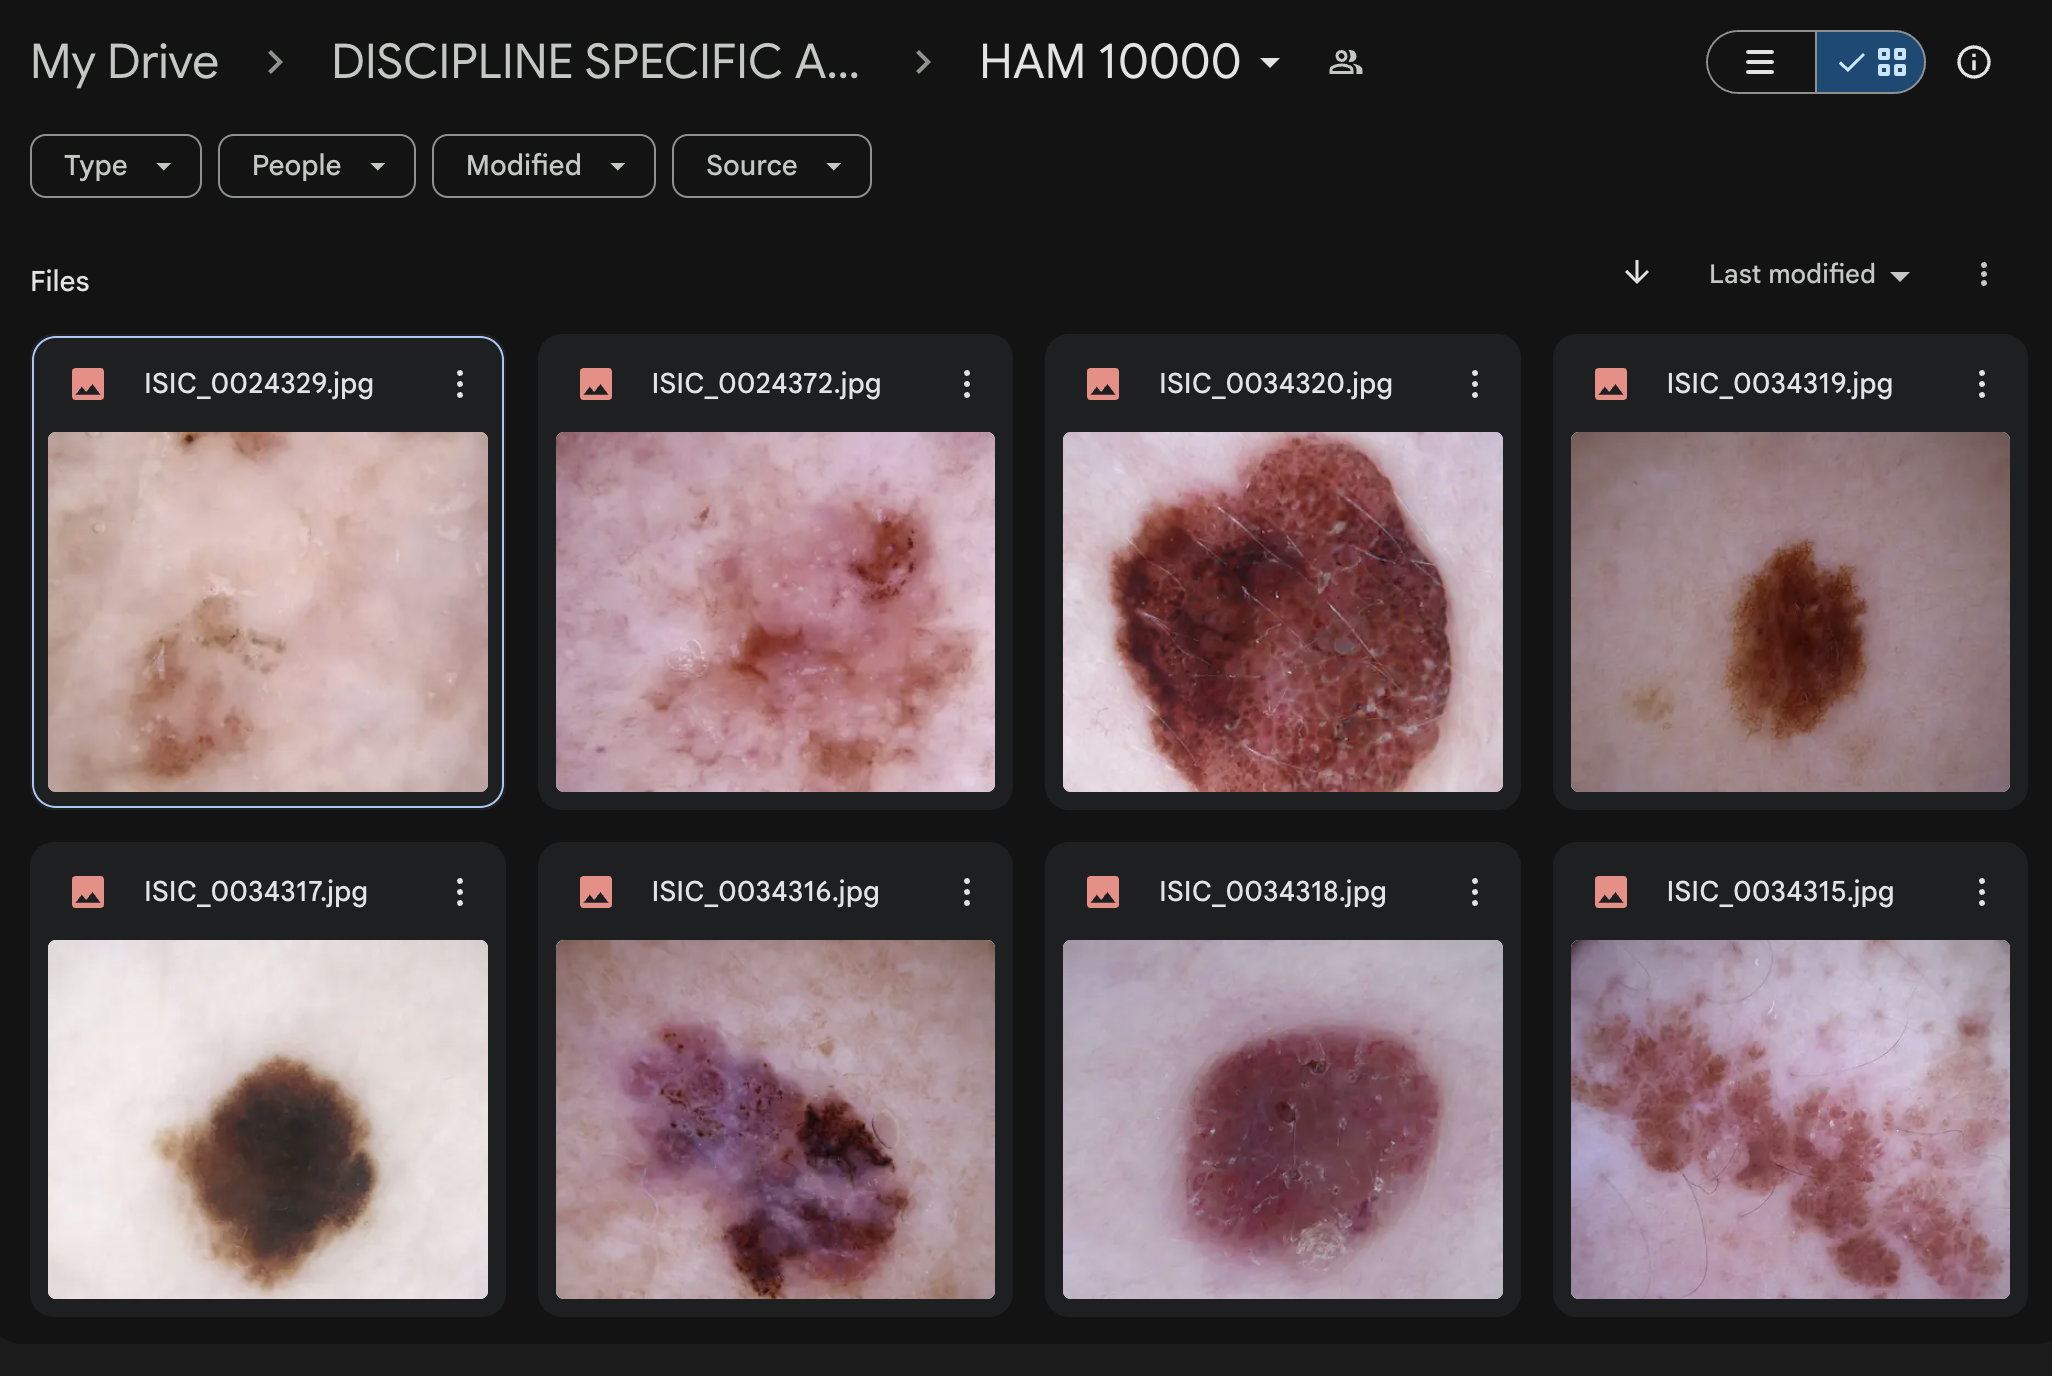 My Drive > DISCIPLINE SPECIFIC A... > HAM 10000
Type People Modified Source
Files Last modified
ISIC_0024329.jpg ISIC_0024372.jpg ISIC_0034320.jpg ISIC_0034319.jpg
ISIC_0034317.jpg ISIC_0034316.jpg ISIC_0034318.jpg ISIC_0034315.jpg